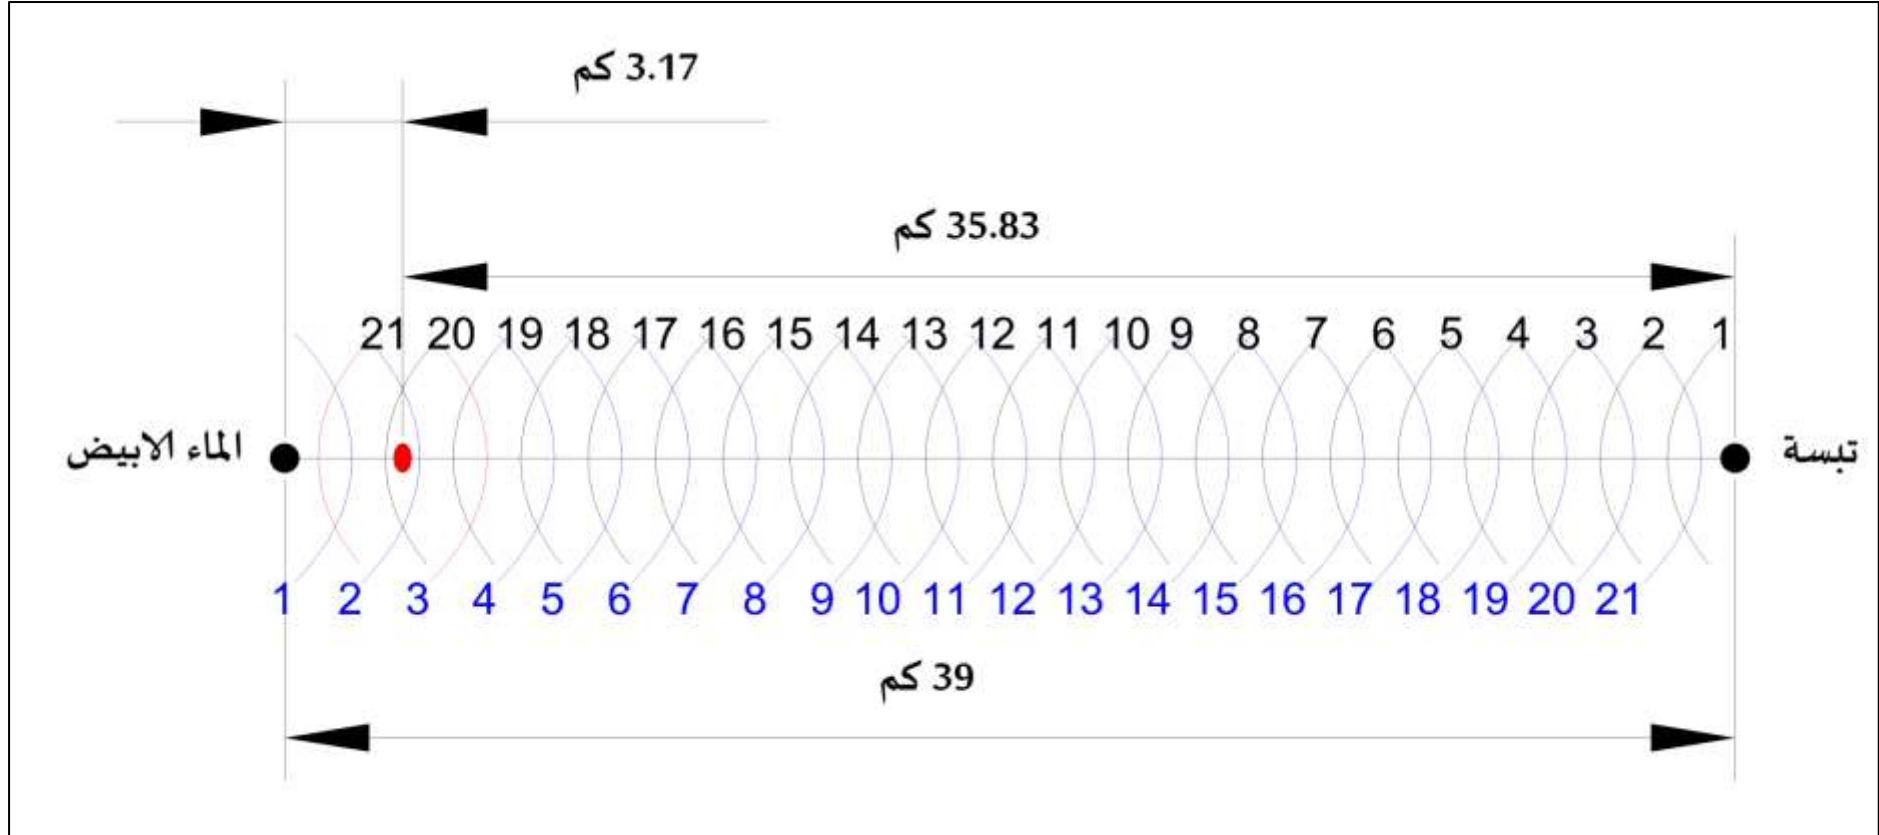 3.17 كم
35.83 كم
21 20 19 18 17 16 15 14 13 12 11 10 9 8 7 6 5 4 3 2 1
الماء الابيض
تبسة
1 2 3 4 5 6 7 8 9 10 11 12 13 14 15 16 17 18 19 20 21
39 كم